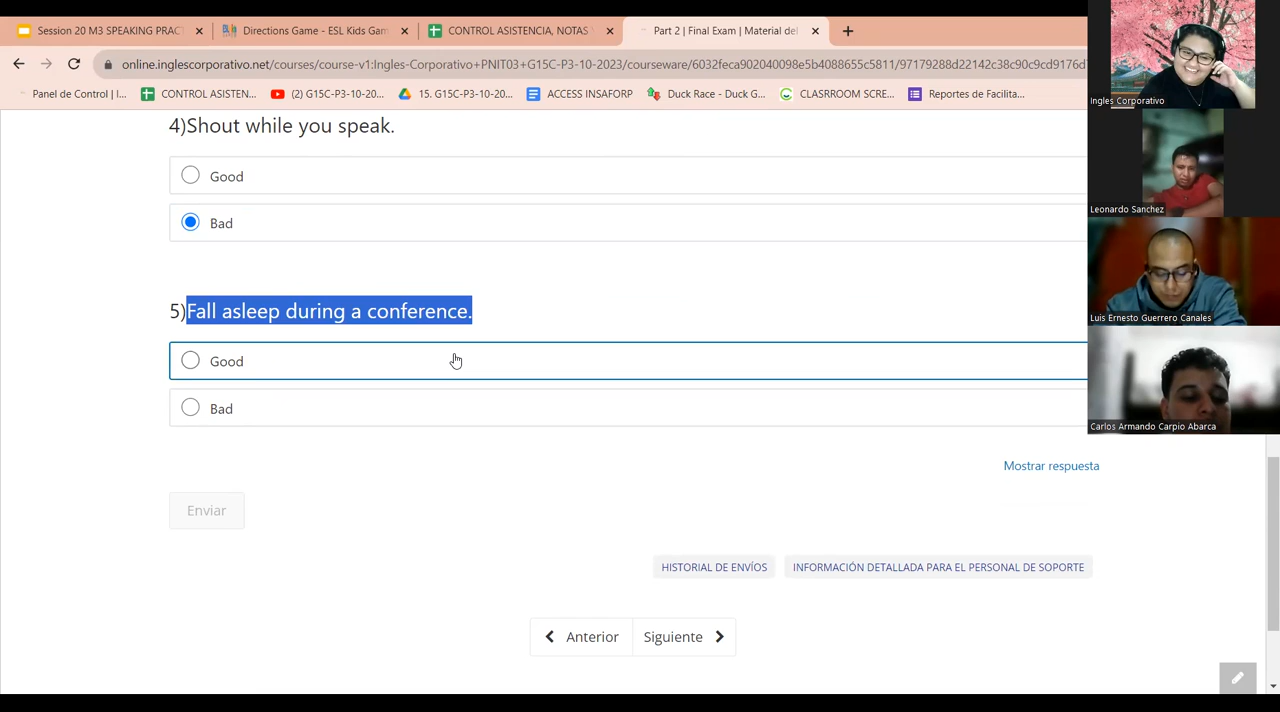 Session 20 M3 SPEAKING PRACT
Directions Game - ESL Kids Gam
CONTROL ASISTENCIA, NOTAS
Part 2 | Final Exam | Material del
online.inglescorporativo.net/courses/course-v1:Ingles-Corporativo+PNIT03+G15C-P3-10-2023/courseware/6032feca902040098e5b4088655c5811/97179288d22142c38c90c9cd9176d
Panel de Control | I...
CONTROL ASISTEN...
(2) G15C-P3-10-20...
15. G15C-P3-10-20...
ACCESS INSAFORP
Duck Race - Duck G...
CLASRROOM SCRE...
Reportes de Facilita...
Ingles Corporativo
Leonardo Sanchez
Luis Ernesto Guerrero Canales
Carlos Armando Carpio Abarca
4)Shout while you speak.
Good
Bad
5)Fall asleep during a conference.
Good
Bad
Mostrar respuesta
Enviar
HISTORIAL DE ENVÍOS
INFORMACIÓN DETALLADA PARA EL PERSONAL DE SOPORTE
Anterior
Siguiente